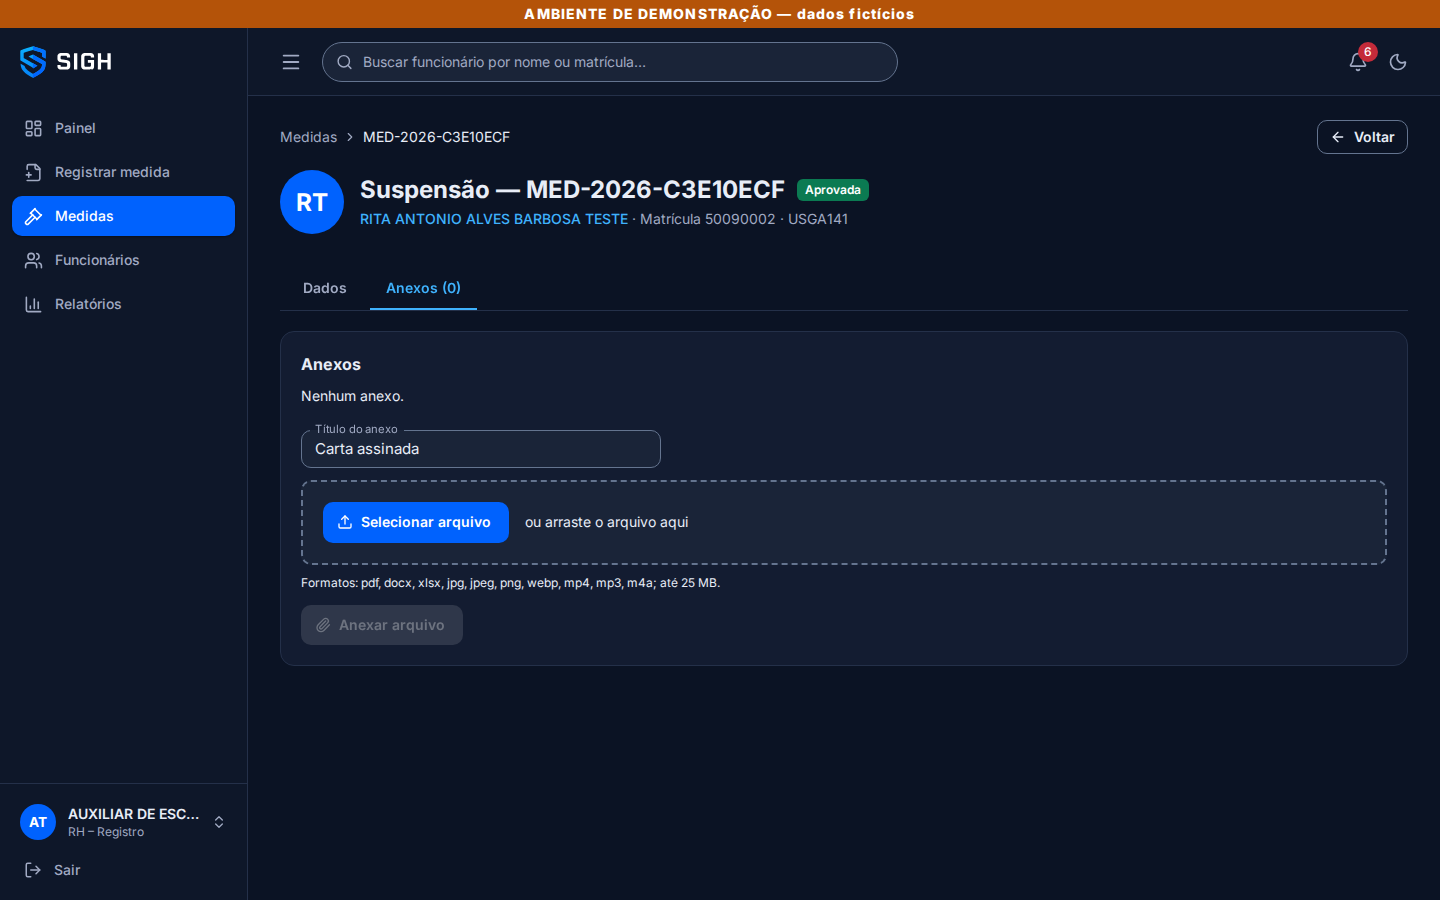 AMBIENTE DE DEMONSTRAÇÃO — dados fictícios
SIGH
Buscar funcionário por nome ou matrícula...
6
Painel
Registrar medida
Medidas
Funcionários
Relatórios
Medidas > MED-2026-C3E10ECF
Voltar
RT
Suspensão — MED-2026-C3E10ECF Aprovada
RITA ANTONIO ALVES BARBOSA TESTE · Matrícula 50090002 · USGA141
Dados
Anexos (0)
Anexos
Nenhum anexo.
Título do anexo
Carta assinada
Selecionar arquivo ou arraste o arquivo aqui
Formatos: pdf, docx, xlsx, jpg, jpeg, png, webp, mp4, mp3, m4a; até 25 MB.
Anexar arquivo
AT
AUXILIAR DE ESC...
RH – Registro
Sair